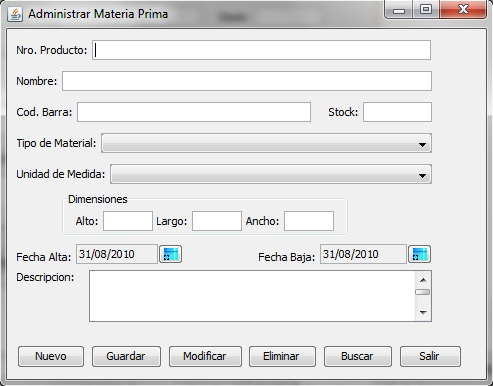 Administrar Materia Prima
Nro. Producto:
Nombre:
Cod. Barra: Stock:
Tipo de Material:
Unidad de Medida:
Dimensiones
Alto: Largo: Ancho:
Fecha Alta: 31/08/2010 Fecha Baja: 31/08/2010
Descripcion:
Nuevo Guardar Modificar Eliminar Buscar Salir